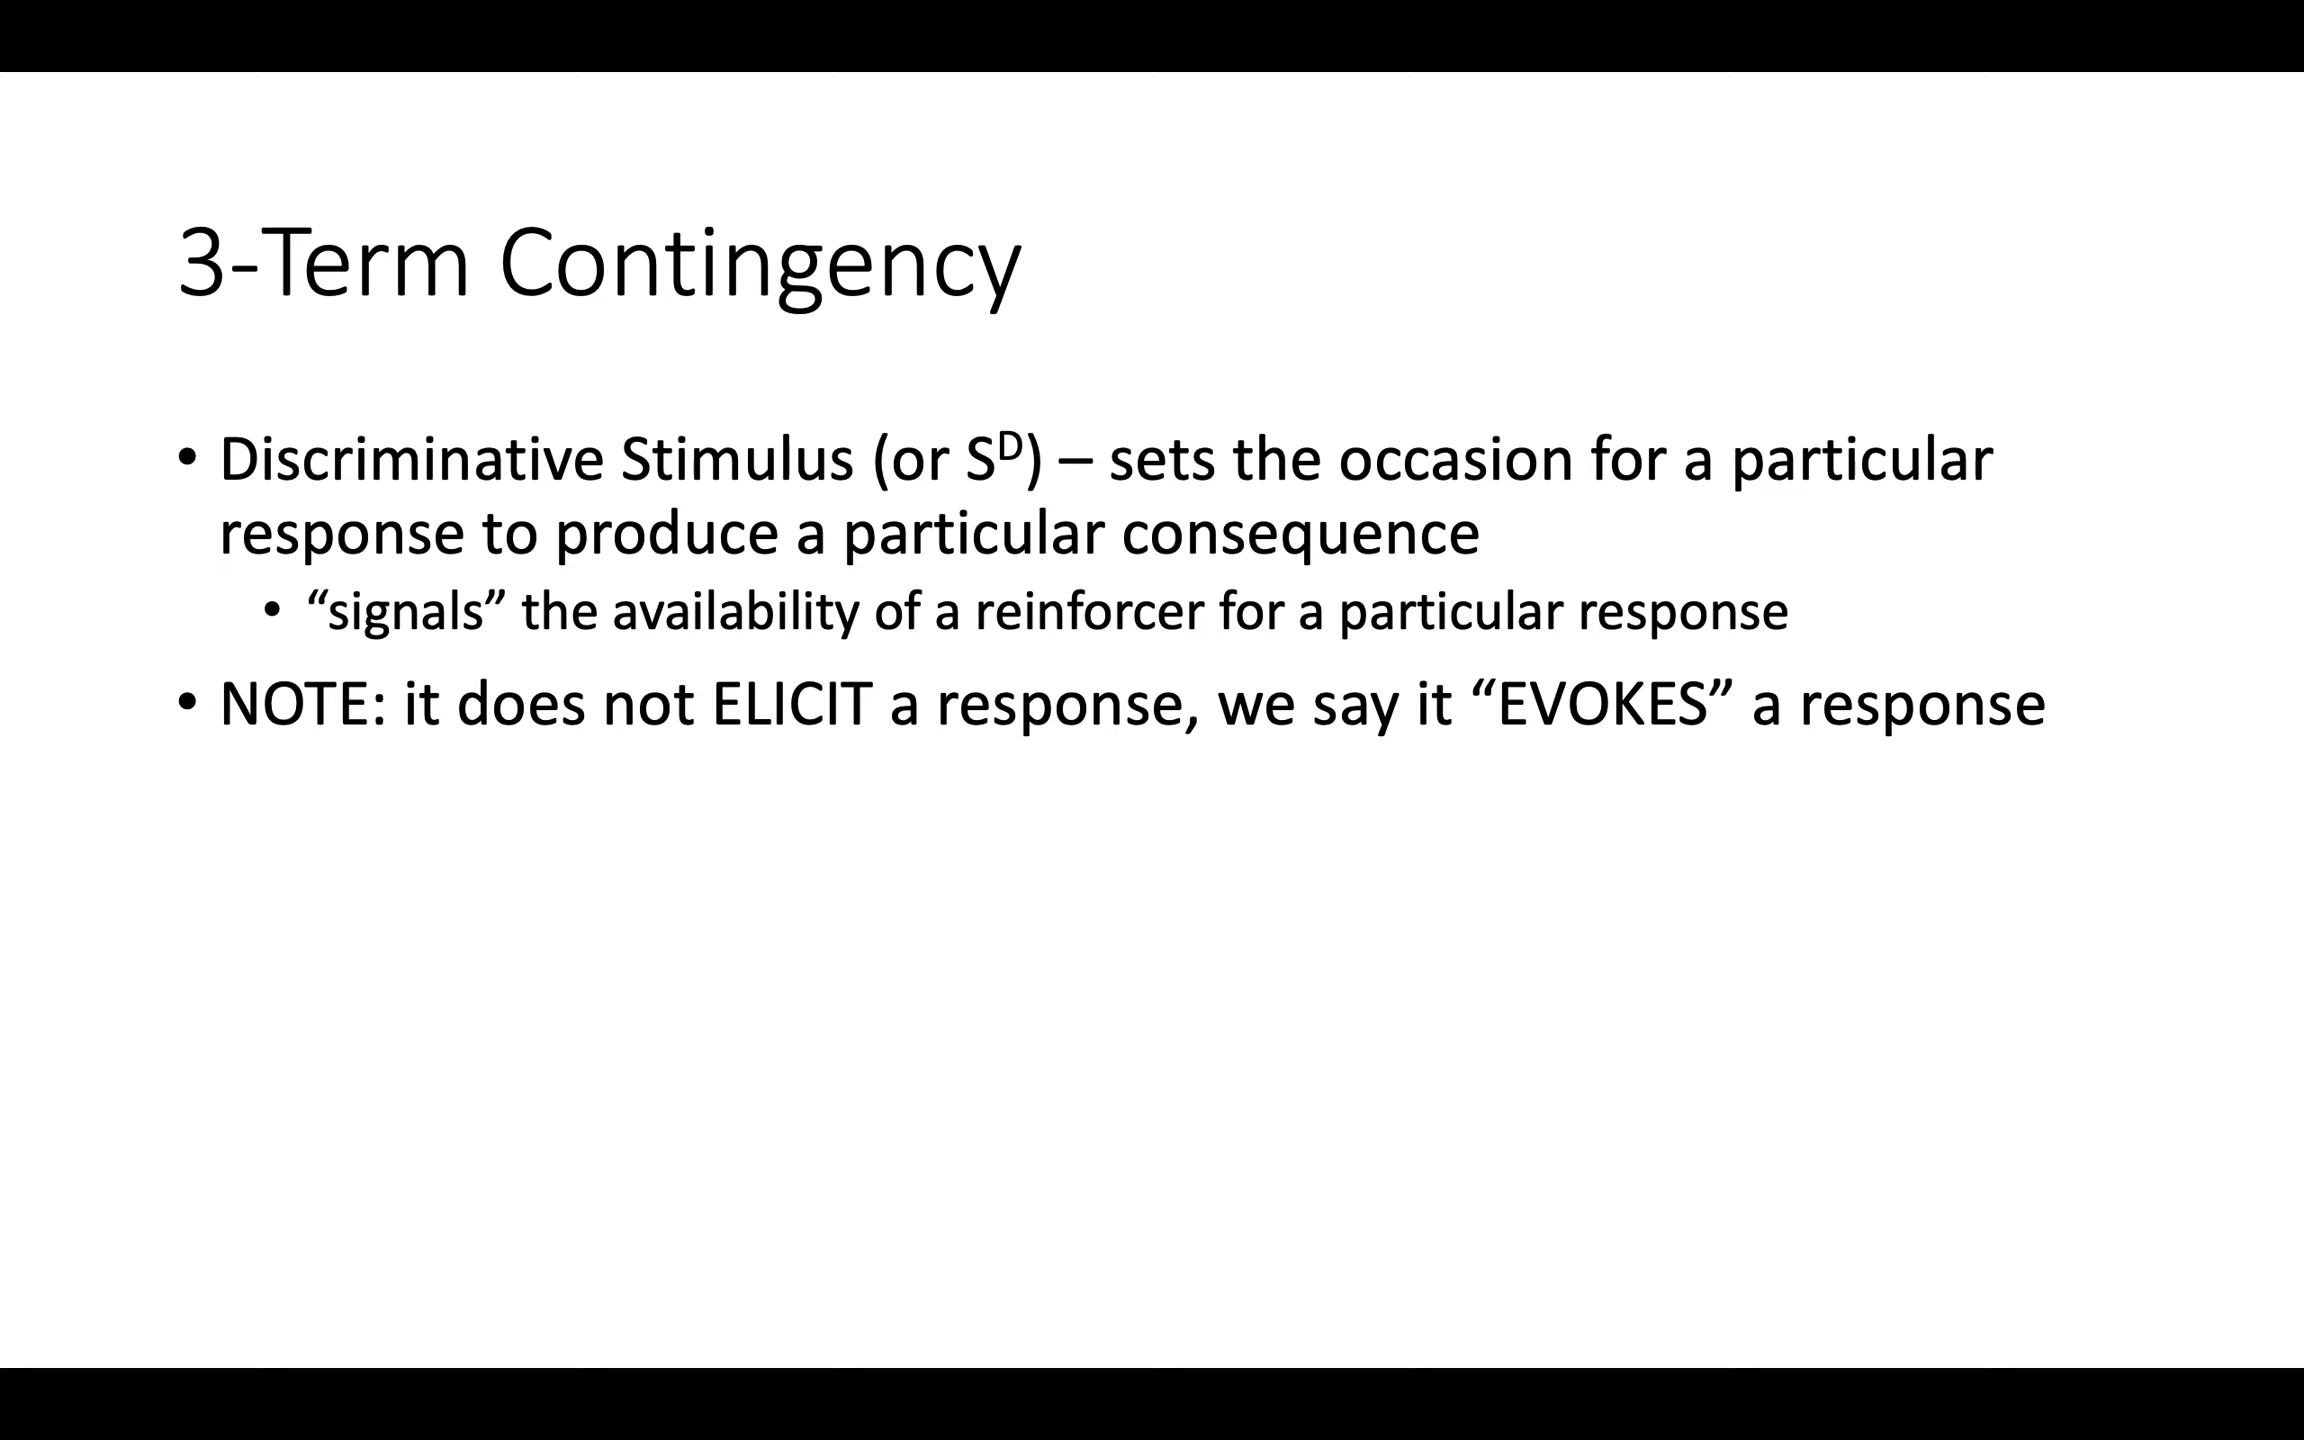 3-Term Contingency
• Discriminative Stimulus (or Sᴰ) – sets the occasion for a particular
response to produce a particular consequence
• “signals” the availability of a reinforcer for a particular response
• NOTE: it does not ELICIT a response, we say it “EVOKES” a response